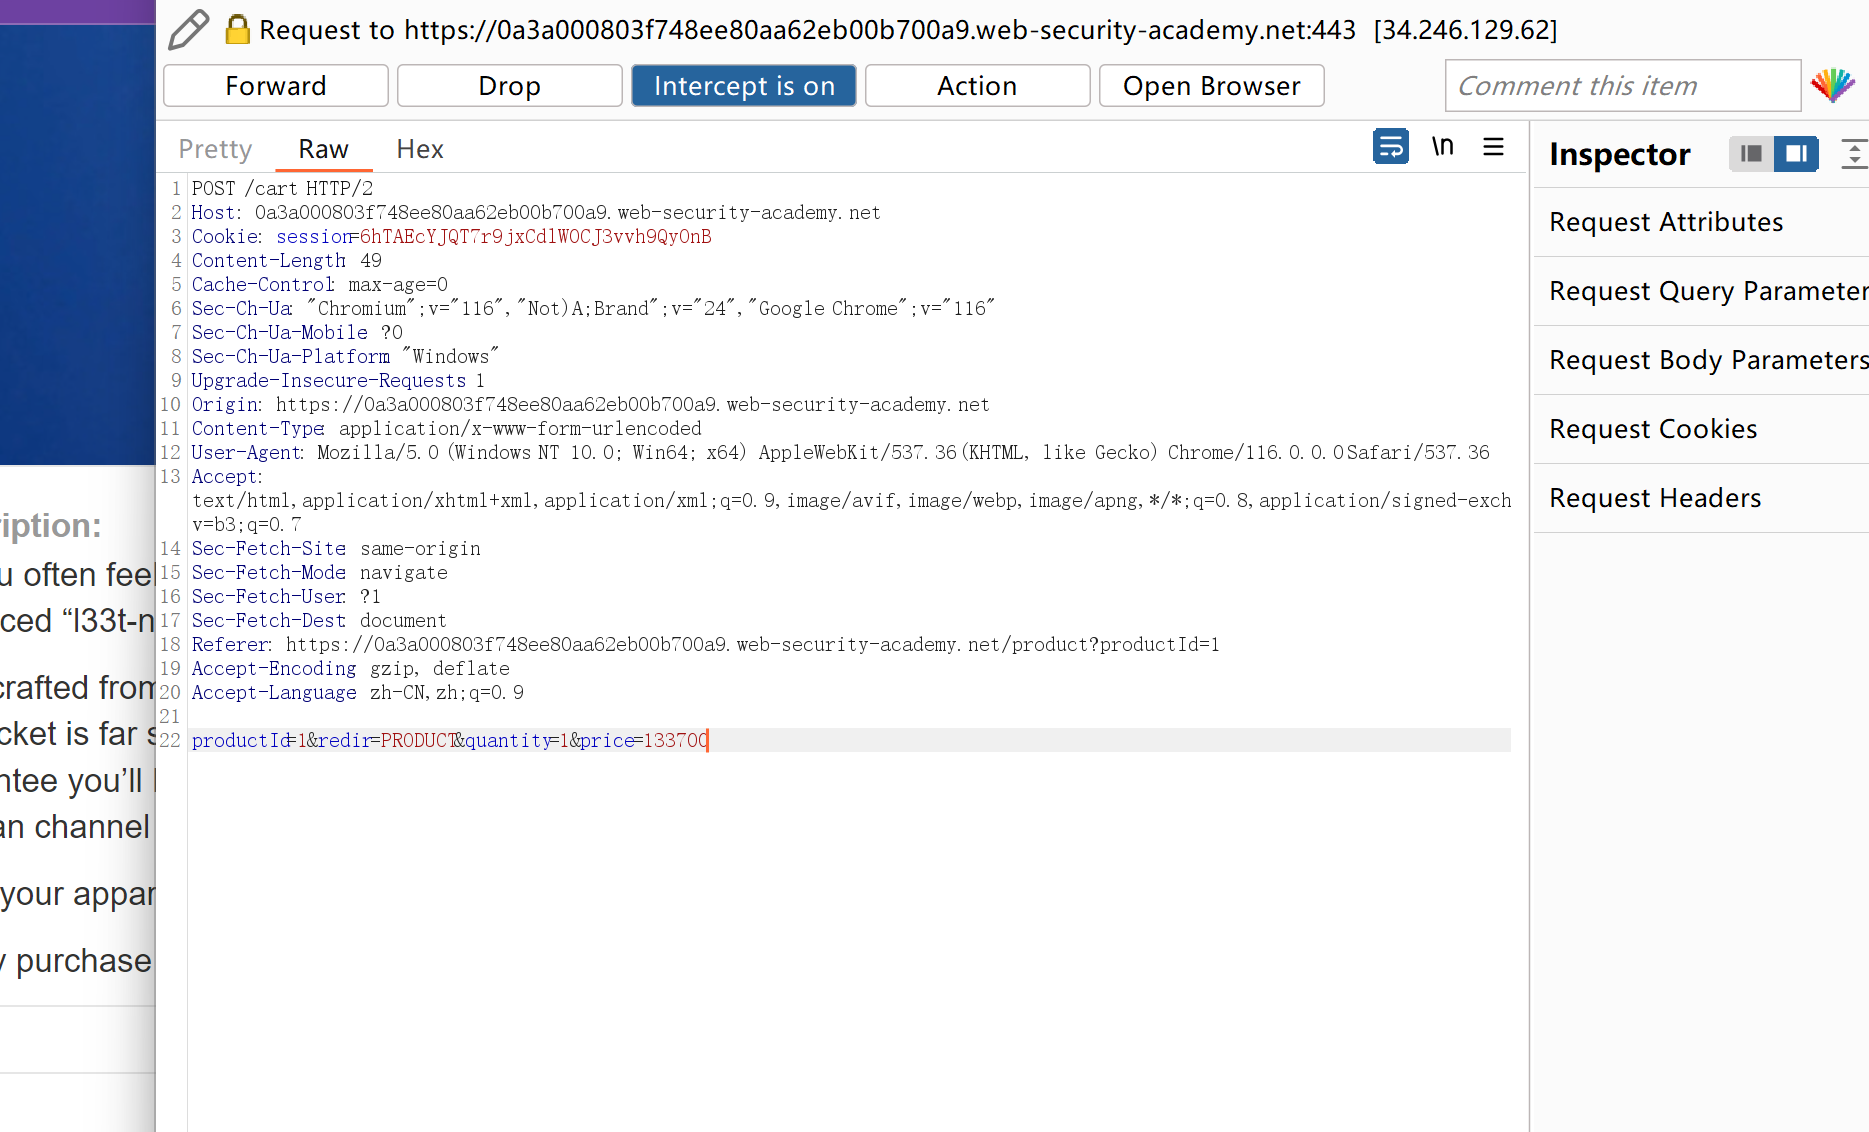 Request to https://0a3a000803f748ee80aa62eb00b700a9.web-security-academy.net:443 [34.246.129.62]
Forward
Drop
Intercept is on
Action
Open Browser
Comment this item
Pretty
Raw
Hex
\n
Inspector
1 POST /cart HTTP/2
2 Host: 0a3a000803f748ee80aa62eb00b700a9.web-security-academy.net
3 Cookie: session=6hTAEcYJQT7r9jxCdlWOCJ3vvh9QyOnB
4 Content-Length: 49
5 Cache-Control: max-age=0
6 Sec-Ch-Ua: "Chromium";v="116", "Not)A;Brand";v="24", "Google Chrome";v="116"
7 Sec-Ch-Ua-Mobile: ?0
8 Sec-Ch-Ua-Platform: "Windows"
9 Upgrade-Insecure-Requests: 1
10 Origin: https://0a3a000803f748ee80aa62eb00b700a9.web-security-academy.net
11 Content-Type: application/x-www-form-urlencoded
12 User-Agent: Mozilla/5.0 (Windows NT 10.0; Win64; x64) AppleWebKit/537.36 (KHTML, like Gecko) Chrome/116.0.0.0 Safari/537.36
13 Accept:
text/html,application/xhtml+xml,application/xml;q=0.9,image/avif,image/webp,image/apng,*/*;q=0.8,application/signed-exch
v=b3;q=0.7
14 Sec-Fetch-Site: same-origin
15 Sec-Fetch-Mode: navigate
16 Sec-Fetch-User: ?1
17 Sec-Fetch-Dest: document
18 Referer: https://0a3a000803f748ee80aa62eb00b700a9.web-security-academy.net/product?productId=1
19 Accept-Encoding: gzip, deflate
20 Accept-Language: zh-CN,zh;q=0.9
21
22 productId=1&redir=PRODUCT&quantity=1&price=133700
Request Attributes
Request Query Parameter
Request Body Parameters
Request Cookies
Request Headers
iption:
u often feel
ced “l33t-n
crafted from
cket is far s
ntee you’ll
an channel
your appar
y purchase